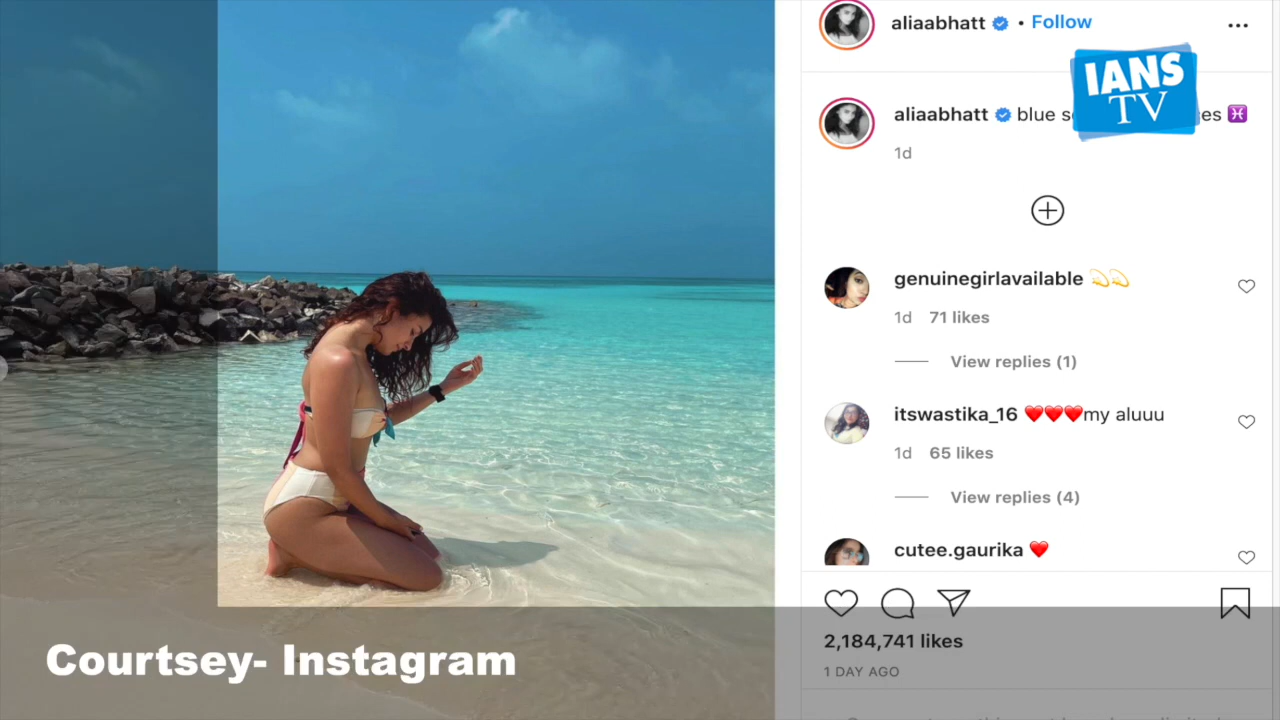 aliaabhatt • Follow
IANS
TV
aliaabhatt blue
1d
genuinegirlavailable
1d 71 likes
View replies (1)
itswastika_16 ❤️❤️❤️my aluuu
1d 65 likes
View replies (4)
cutee.gaurika ❤️
2,184,741 likes
1 DAY AGO
Courtsey- Instagram